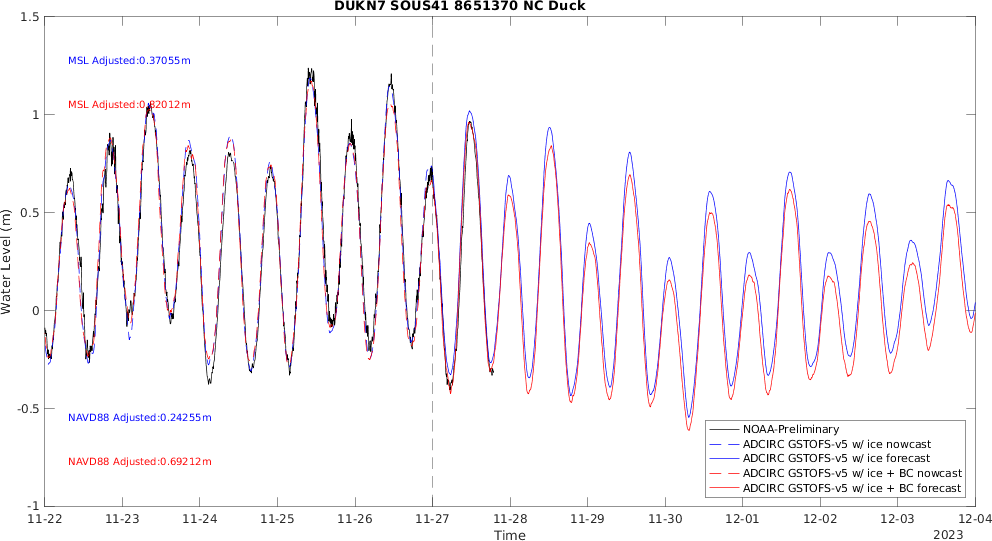 DUKN7 SOUS41 8651370 NC Duck
1.5
MSL Adjusted:0.37055m
MSL Adjusted:0.82012m
1
0.5
Water Level (m)
0
-0.5
NAVD88 Adjusted:0.24255m
NAVD88 Adjusted:0.69212m
NOAA-Preliminary
ADCIRC GSTOFS-v5 w/ ice nowcast
ADCIRC GSTOFS-v5 w/ ice forecast
ADCIRC GSTOFS-v5 w/ ice + BC nowcast
ADCIRC GSTOFS-v5 w/ ice + BC forecast
-1
11-22 11-23 11-24 11-25 11-26 11-27 11-28 11-29 11-30 12-01 12-02 12-03 12-04
Time
2023